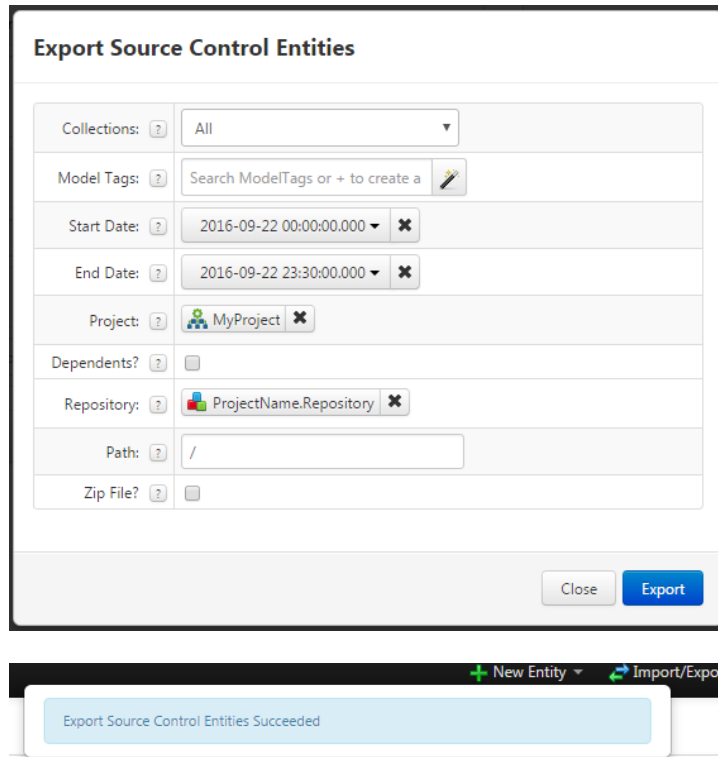 Export Source Control Entities
Collections: ? All
Model Tags: ? Search ModelTags or + to create a
Start Date: ? 2016-09-22 00:00:00.000
End Date: ? 2016-09-22 23:30:00.000
Project: ? MyProject
Dependents? ?
Repository: ? ProjectName.Repository
Path: ? /
Zip File? ?
Close Export
New Entity Import/Expo
Export Source Control Entities Succeeded